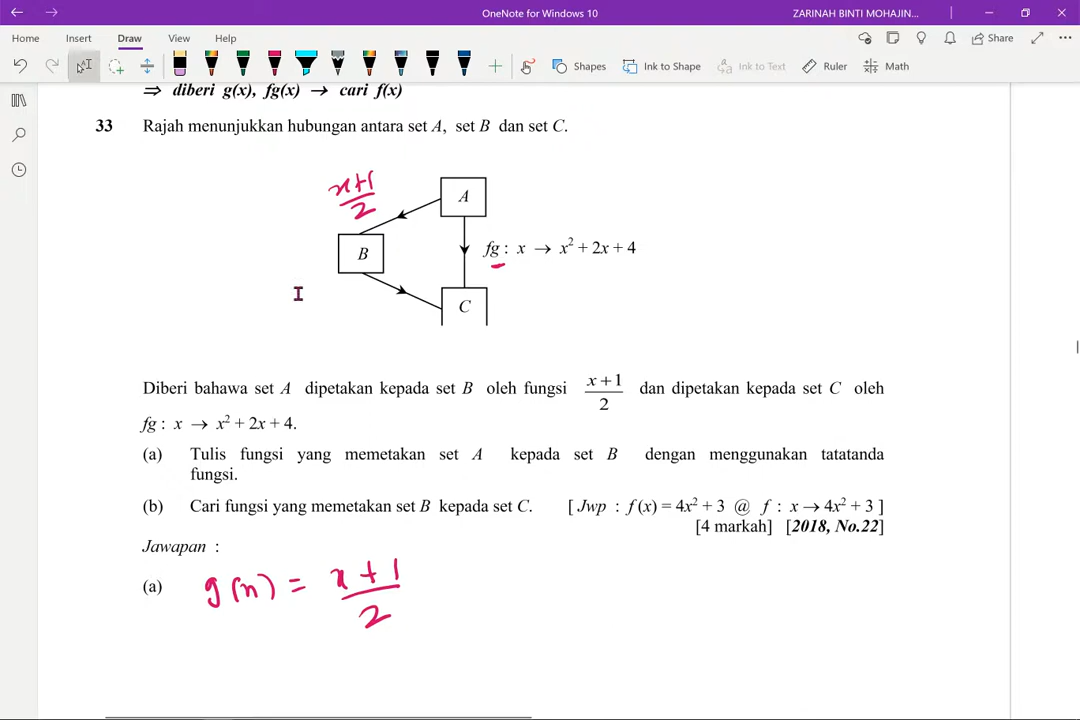 OneNote for Windows 10
ZARINAH BINTI MOHAJIN...
Home Insert Draw View Help
Share
Shapes Ink to Shape Ink to Text Ruler Math
⇒ diberi g(x), fg(x) → cari f(x)
33 Rajah menunjukkan hubungan antara set A, set B dan set C.
x+1
2
A
B
fg : x → x² + 2x + 4
C
Diberi bahawa set A dipetakan kepada set B oleh fungsi x + 1 / 2 dan dipetakan kepada set C oleh
fg : x → x² + 2x + 4.
(a) Tulis fungsi yang memetakan set A kepada set B dengan menggunakan tatatanda
fungsi.
(b) Cari fungsi yang memetakan set B kepada set C. [ Jwp : f (x) = 4x² + 3 @ f : x → 4x² + 3 ]
[4 markah] [2018, No.22]
Jawapan :
(a) g(x) = x + 1
2